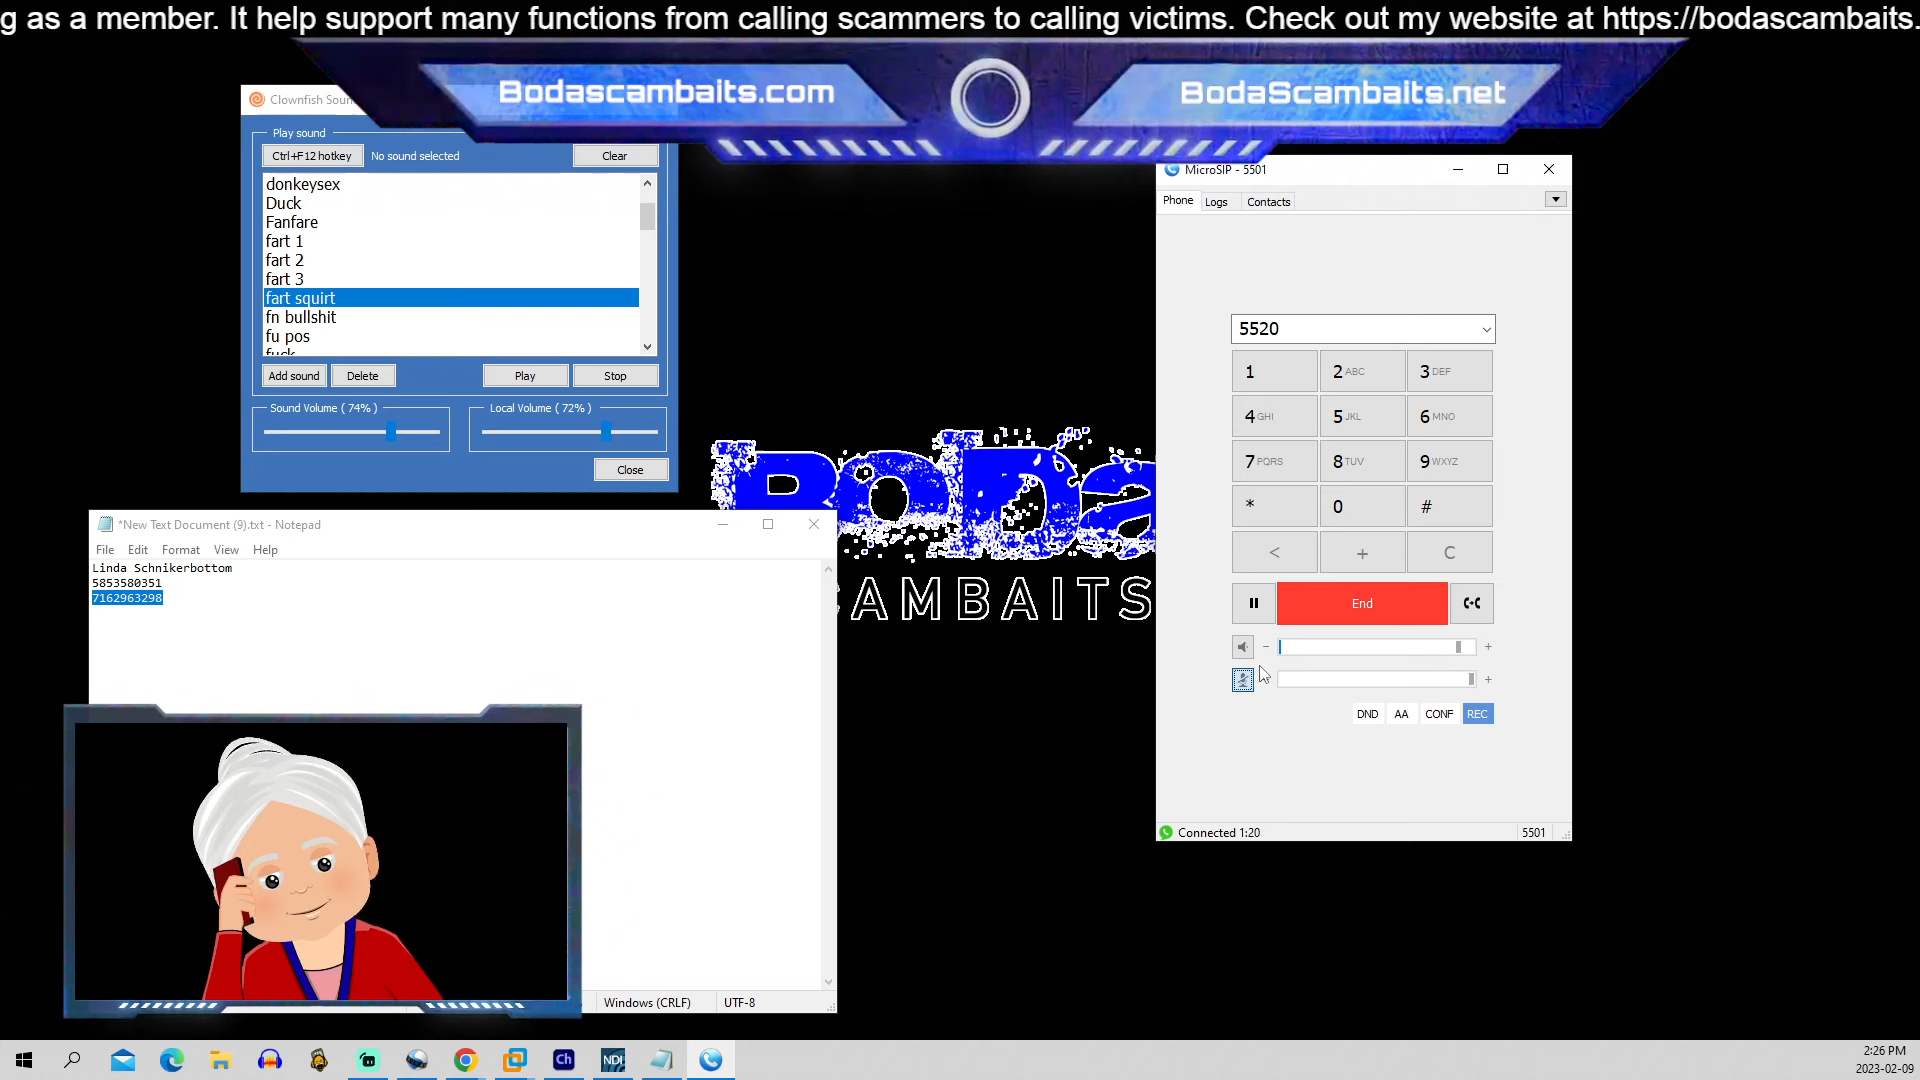 g as a member. It help support many functions from calling scammers to calling victims. Check out my website at https://bodascambaits.
Bodascambaits.com
BodaScambaits.net
Clownfish Soun
Play sound
Ctrl+F12 hotkey
No sound selected
Clear
donkeysex
Duck
Fanfare
fart 1
fart 2
fart 3
fart squirt
fn bullshit
fu pos
fuck
Add sound
Delete
Play
Stop
Sound Volume ( 74% )
Local Volume ( 72% )
Close
MicroSIP - 5501
Phone
Logs
Contacts
5520
1
2 ABC
3 DEF
4 GHI
5 JKL
6 MNO
7 PQRS
8 TUV
9 WXYZ
*
0
#
<
+
C
End
- +
+
DND
AA
CONF
REC
Connected 1:20
5501
BoDa
CAMBAITS
*New Text Document (9).txt - Notepad
File
Edit
Format
View
Help
Linda Schnikerbottom
5853580351
7162963298
Windows (CRLF)
UTF-8
Ch
NDI
2:26 PM
2023-02-09